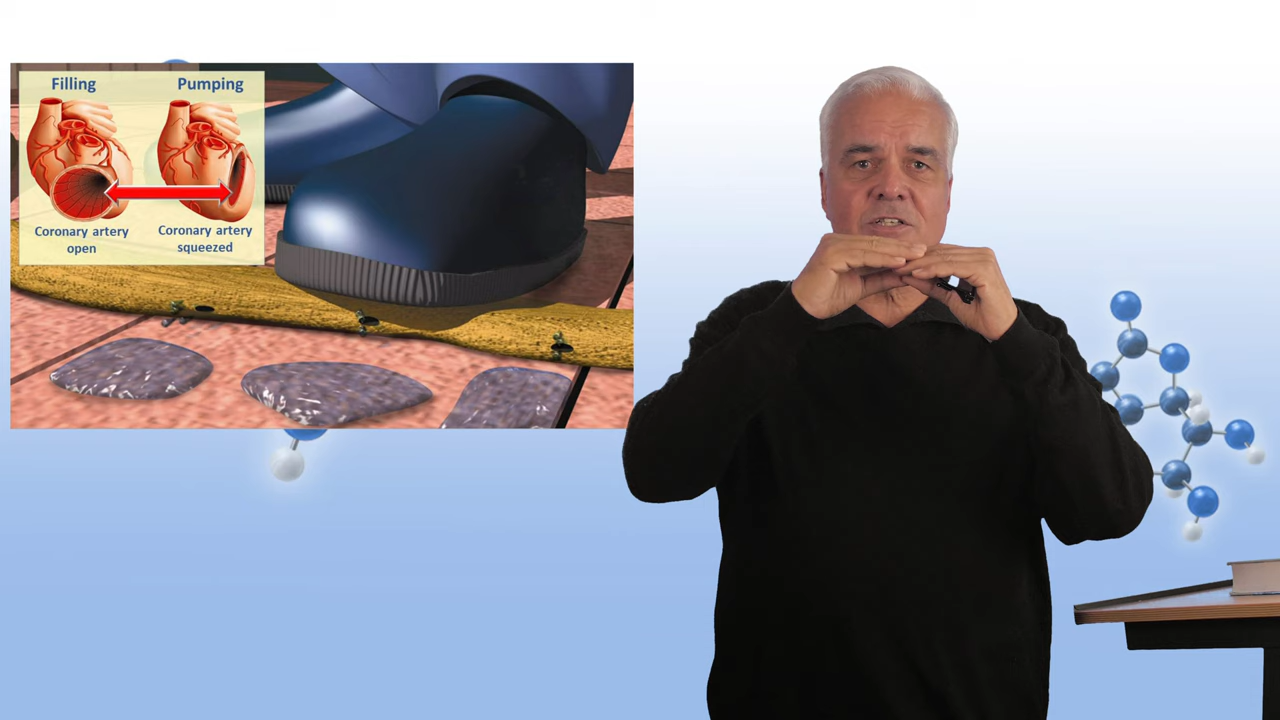 Filling
Pumping
Coronary artery
open
Coronary artery
squeezed